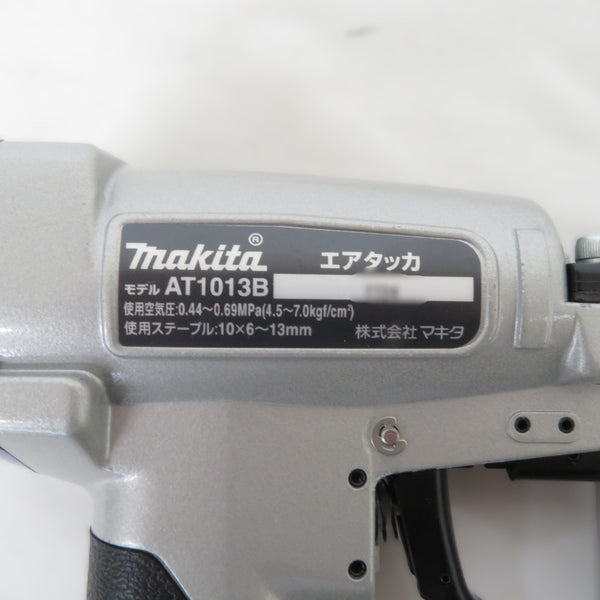 makita® エアタッカ
モデル AT1013B
使用空気圧:0.44～0.69MPa(4.5～7.0kgf/cm²)
使用ステープル:10×6～13mm 株式会社 マキタ